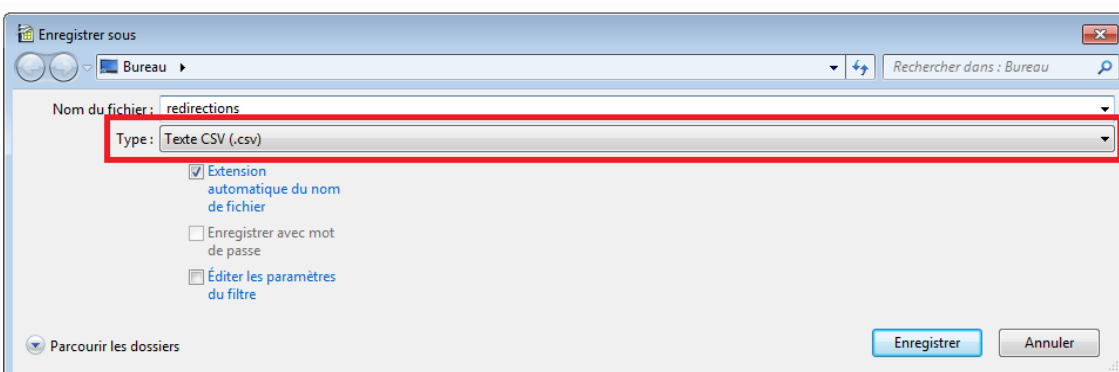 Enregistrer sous
Bureau
Rechercher dans : Bureau
Nom du fichier : redirections
Type : Texte CSV (.csv)
Extension
automatique du nom
de fichier
Enregistrer avec mot
de passe
Éditer les paramètres
du filtre
Parcourir les dossiers
Enregistrer
Annuler